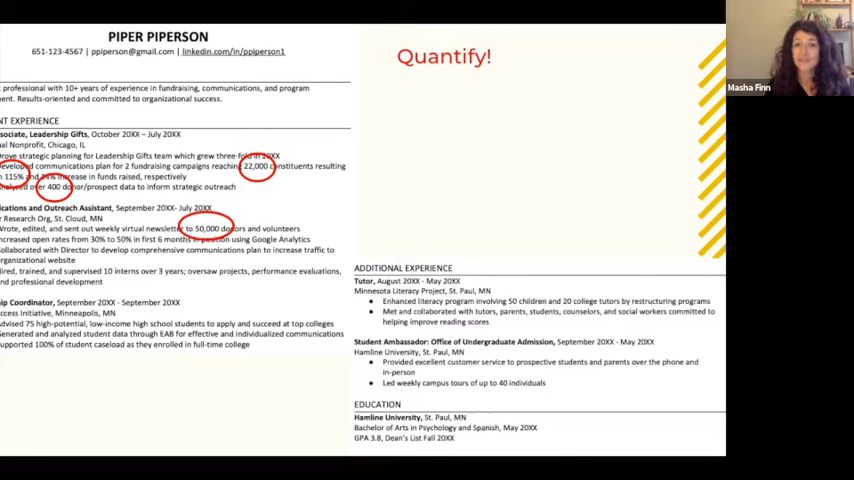 PIPER PIPERSON
651-123-4567 | ppiperson@gmail.com | linkedin.com/in/ppiperson1
professional with 10+ years of experience in fundraising, communications, and program
ent. Results-oriented and committed to organizational success.
NT EXPERIENCE
sociate, Leadership Gifts, October 20XX – July 20XX
nal Nonprofit, Chicago, IL
rove strategic planning for Leadership Gifts team which grew three-fold in 20XX
eveloped communications plan for 2 fundraising campaigns reaching 22,000 constituents resulting
n 115% and 14% increase in funds raised, respectively
nalyzed over 400 donor/prospect data to inform strategic outreach
ications and Outreach Assistant, September 20XX- July 20XX
r Research Org, St. Cloud, MN
Wrote, edited, and sent out weekly virtual newsletter to 50,000 donors and volunteers
ncreased open rates from 30% to 50% in first 6 months in position using Google Analytics
Collaborated with Director to develop comprehensive communications plan to increase traffic to
organizational website
Hired, trained, and supervised 10 interns over 3 years; oversaw projects, performance evaluations,
and professional development
hip Coordinator, September 20XX - September 20XX
ccess Initiative, Minneapolis, MN
Advised 75 high-potential, low-income high school students to apply and succeed at top colleges
Generated and analyzed student data through EAB for effective and individualized communications
upported 100% of student caseload as they enrolled in full-time college
Quantify!
ADDITIONAL EXPERIENCE
Tutor, August 20XX - May 20XX
Minnesota Literacy Project, St. Paul, MN
• Enhanced literacy program involving 50 children and 20 college tutors by restructuring programs
• Met and collaborated with tutors, parents, students, counselors, and social workers committed to
helping improve reading scores
Student Ambassador: Office of Undergraduate Admission, September 20XX - May 20XX
Hamline University, St. Paul, MN
• Provided excellent customer service to prospective students and parents over the phone and
in-person
• Led weekly campus tours of up to 40 individuals
EDUCATION
Hamline University, St. Paul, MN
Bachelor of Arts in Psychology and Spanish, May 20XX
GPA 3.8, Dean's List Fall 20XX
Masha Finn